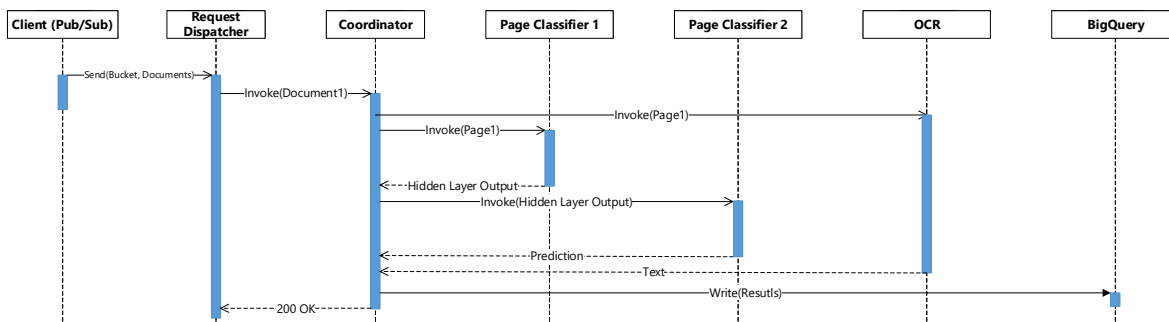 Client (Pub/Sub)
Request
Dispatcher
Coordinator
Page Classifier 1
Page Classifier 2
OCR
BigQuery
Send(Bucket, Documents)
Invoke(Document1)
Invoke(Page1)
Invoke(Page1)
Hidden Layer Output
Invoke(Hidden Layer Output)
Prediction
Text
Write(Resutls)
200 OK